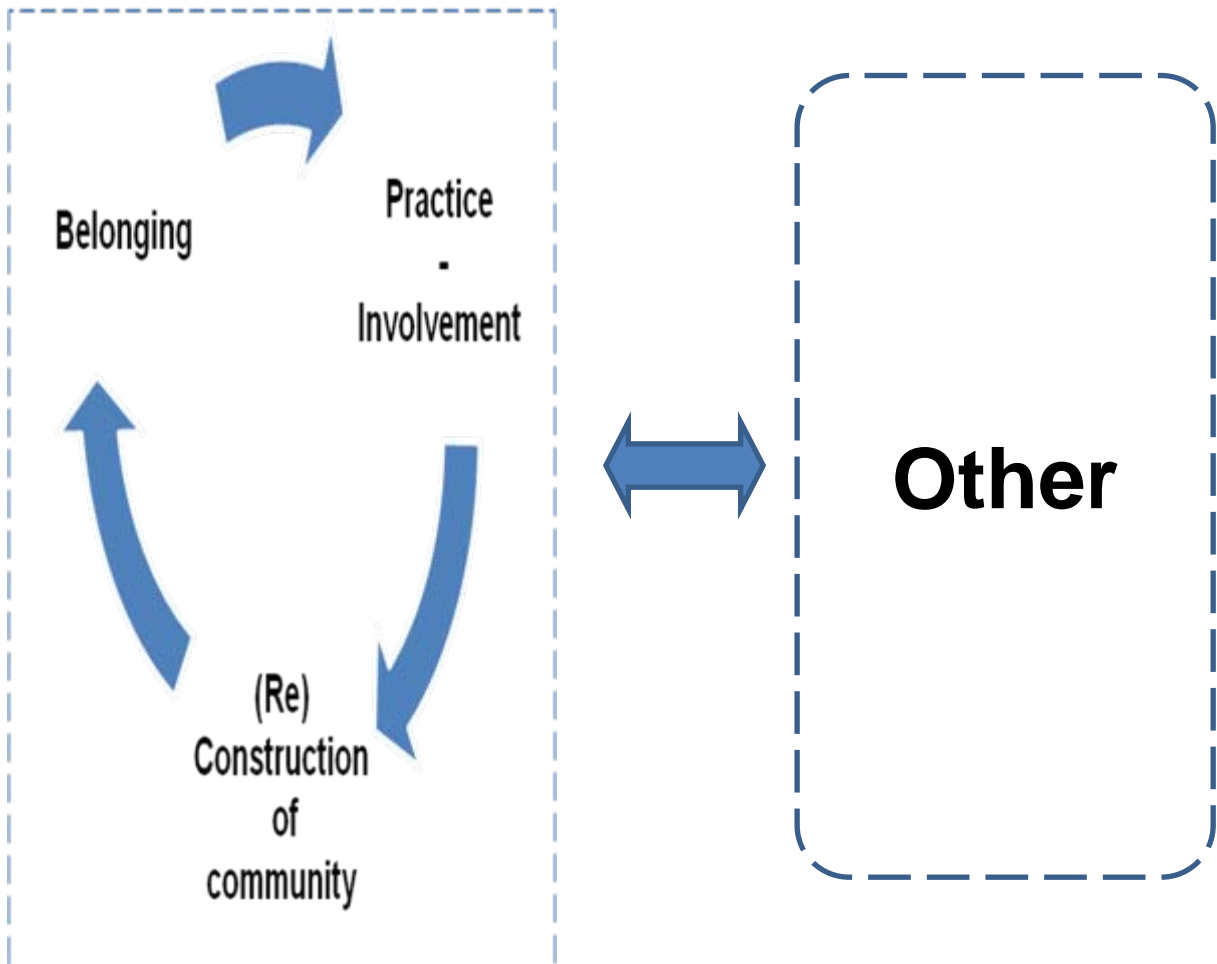 Belonging
Practice
-
Involvement
(Re)
Construction
of
community
Other